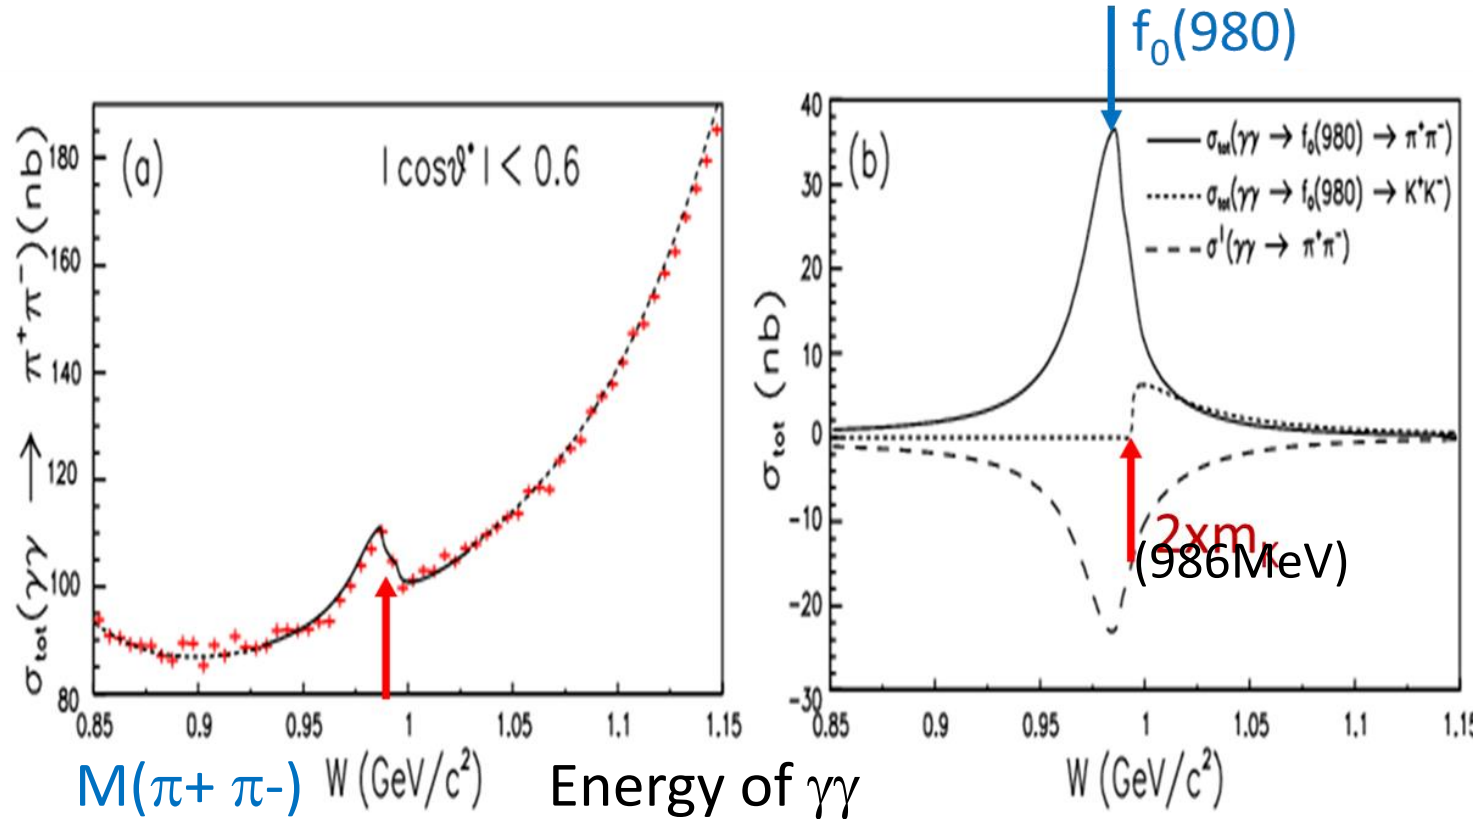 f₀(980)
(a)
| cosϑ* | < 0.6
σtot(γγ → π⁺π⁻)(nb)
180
160
140
120
100
80
0.85 0.9 0.95 1 1.05 1.1 1.15
M(π+ π-) W (GeV/c²) Energy of γγ
(b)
σtot(γγ → f₀(980) → π⁺π⁻)
σtot(γγ → f₀(980) → K⁺K⁻)
σᴵ(γγ → π⁺π⁻)
σtot (nb)
40
30
20
10
0
-10
-20
-30
2xmK
(986MeV)
0.85 0.9 0.95 1 1.05 1.1 1.15
W (GeV/c²)